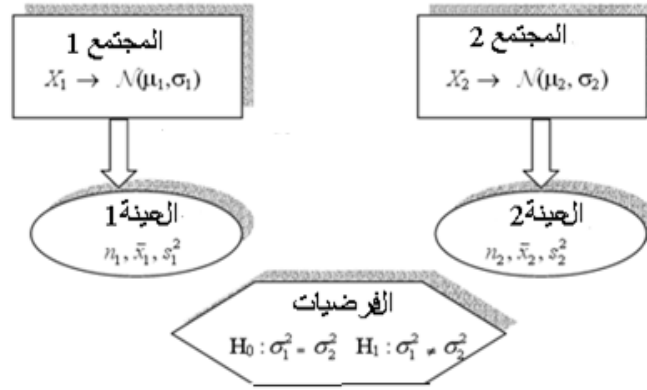 المجتمع 1
X₁ → N(μ₁,σ₁)
المجتمع 2
X₂ → N(μ₂, σ₂)
العينة1
n₁, x̄₁, s₁²
العينة2
n₂, x̄₂, s₂²
الفرضيات
H₀ : σ₁² = σ₂² H₁ : σ₁² ≠ σ₂²